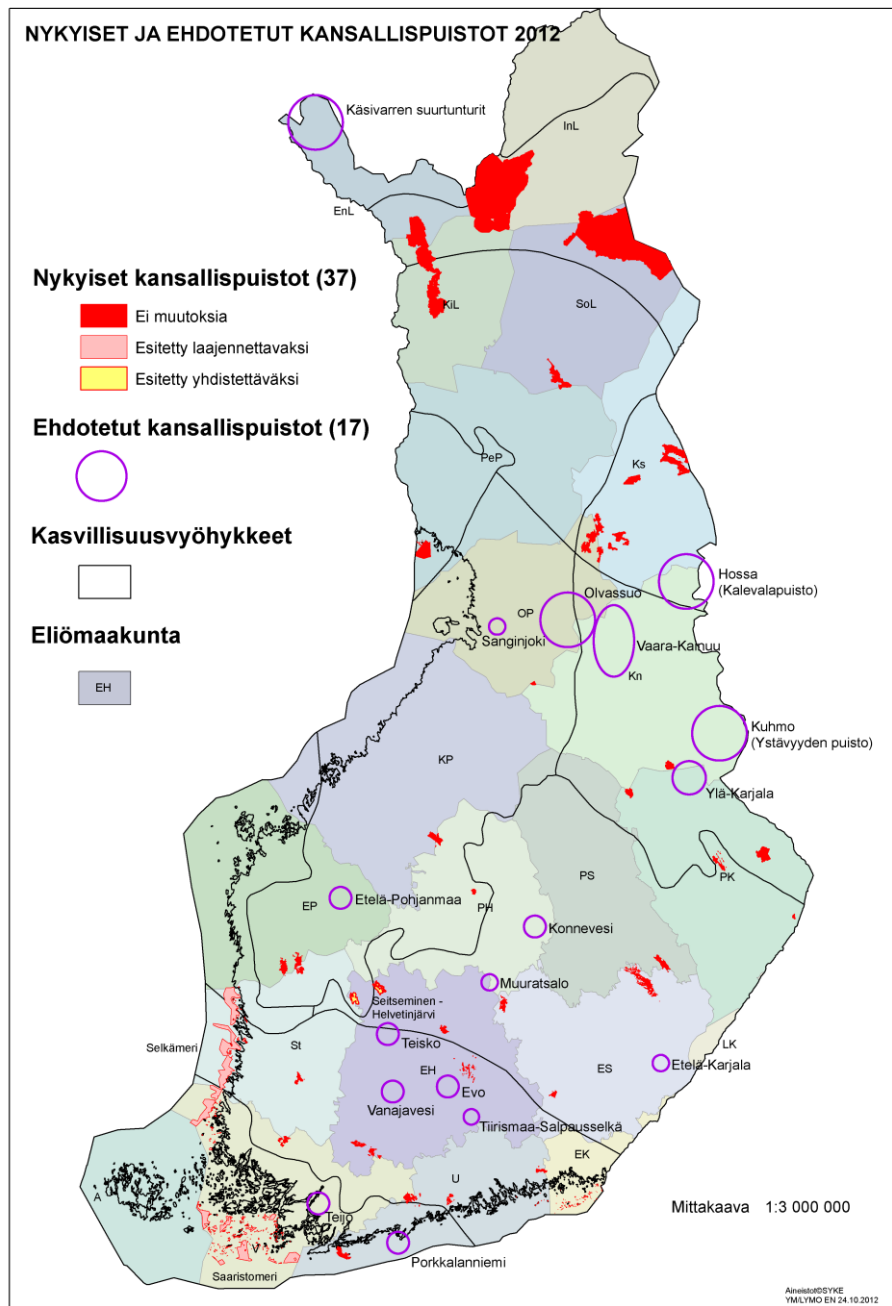 NYKYISET JA EHDOTETUT KANSALLISPUISTOT 2012
Käsivarren suurtunturit
InL
EnL
Nykyiset kansallispuistot (37)
Ei muutoksia
Esitetty laajennettavaksi
Esitetty yhdistettäväksi
KiL
SoL
Ehdotetut kansallispuistot (17)
PeP
Ks
Kasvillisuusvyöhykkeet
Hossa
(Kalevalapuisto)
Olvassuo
OP
Sanginjoki
Eliömaakunta
Vaara-Kainuu
Kn
EH
Kuhmo
(Ystävyyden puisto)
KP
Ylä-Karjala
PS
PK
EP
Etelä-Pohjanmaa
PH
Konnevesi
Muuratsalo
Seitseminen -
Helvetinjärvi
Selkämeri
St
Teisko
LK
ES
Etelä-Karjala
EH
Evo
Vanajavesi
Tiirismaa-Salpausselkä
EK
U
A
Teijo
Mittakaava 1:3 000 000
V
Saaristomeri
Porkkalanniemi
Aineistot©SYKE
YM/LYMO EN 24.10.2012